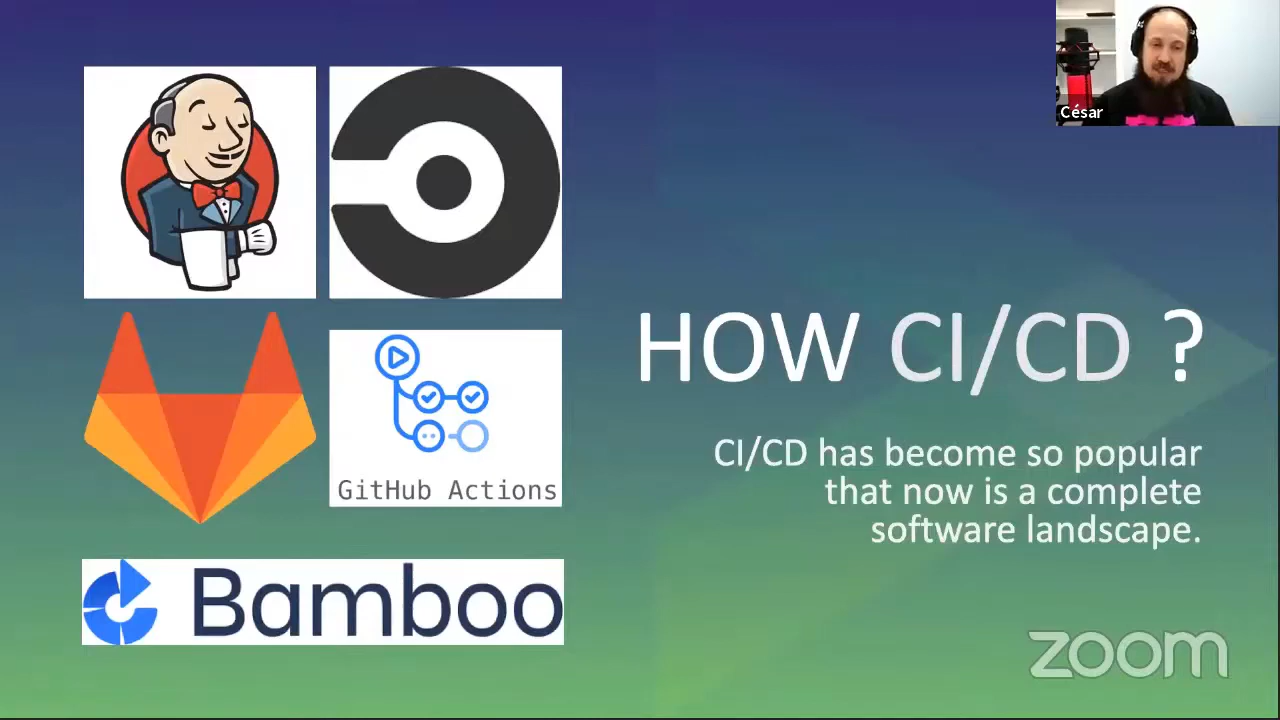 César
HOW CI/CD ?
CI/CD has become so popular
that now is a complete
software landscape.
GitHub Actions
Bamboo
zoom